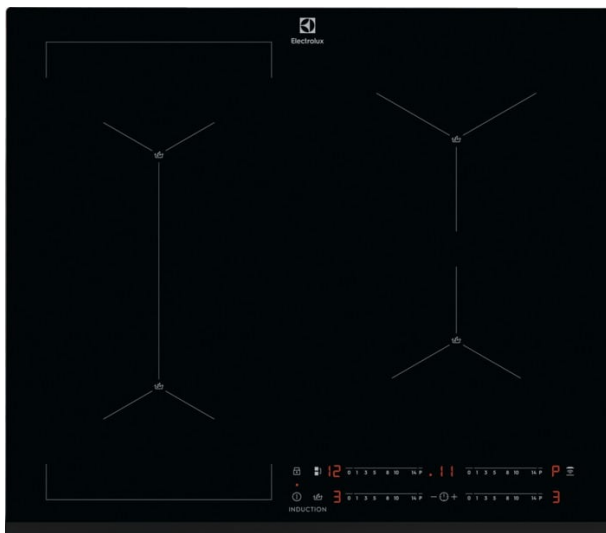 Electrolux
12 0 1 3 5 8 10 14 P .11 0 1 3 5 8 10 14 P P
3 0 1 3 5 8 10 14 P − + 0 1 3 5 8 10 14 P 3
INDUCTION